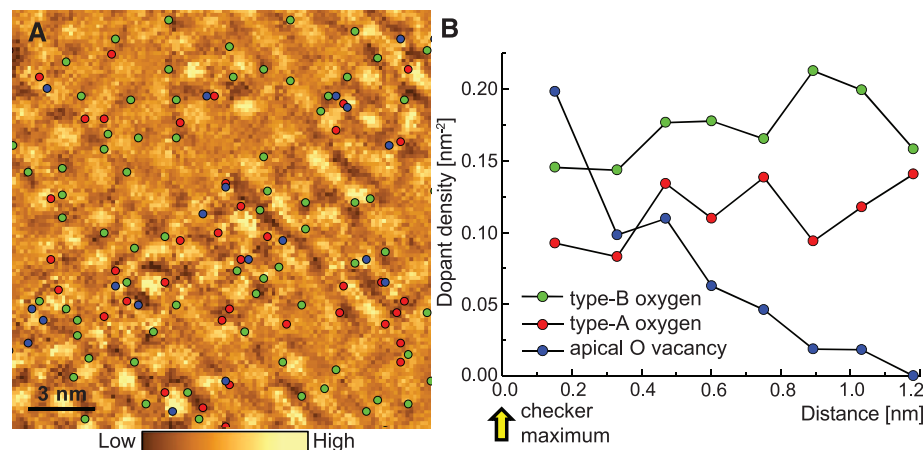 A
3 nm
Low
High
B
Dopant density [nm-2]
0.20
0.15
0.10
0.05
0.00
type-B oxygen
type-A oxygen
apical O vacancy
0.0 0.2 0.4 0.6 0.8 1.0 1.2
checker
maximum
Distance [nm]